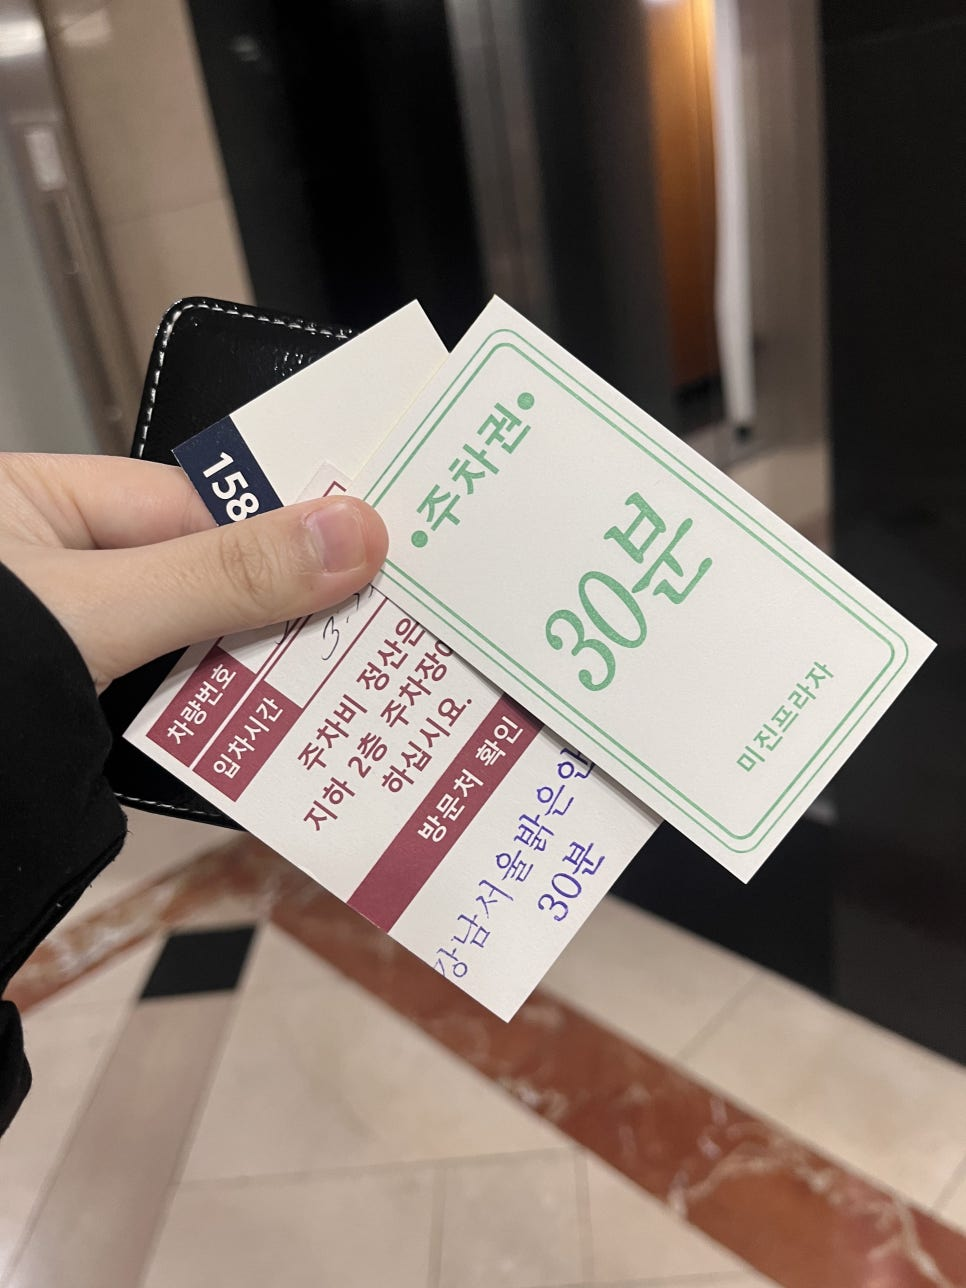 •주차권•
30분
미진프라자
158
차량번호
입차시간
주차비 정산은
지하 2층 주차장
하십시요.
방문처 확인
강남서울밝은안
30분